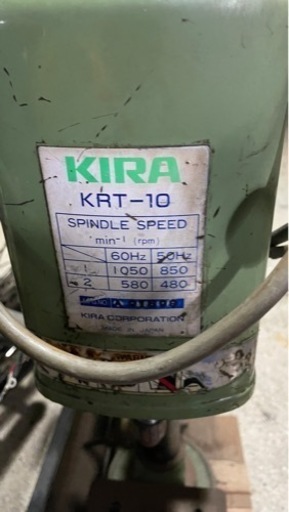 KIRA
KRT-10
SPINDLE SPEED
min-¹ (rpm)
60Hz 50Hz
1 1050 850
2 580 480
KIRA CORPORATION
MADE IN JAPAN